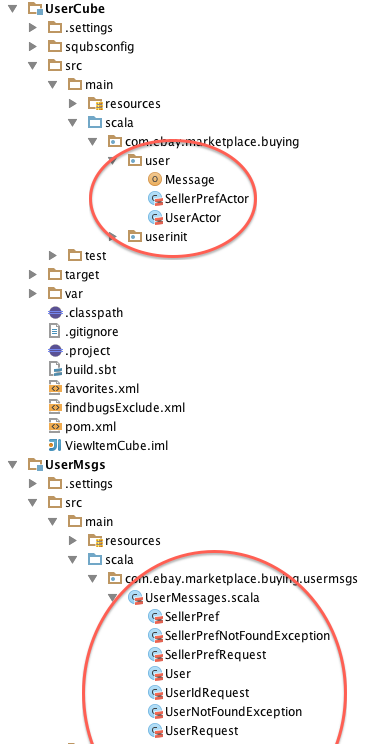 UserCube
.settings
squbsconfig
src
main
resources
scala
com.ebay.marketplace.buying
user
Message
SellerPrefActor
UserActor
userinit
test
target
var
.classpath
.gitignore
.project
build.sbt
favorites.xml
findbugsExclude.xml
pom.xml
ViewItemCube.iml
UserMsgs
.settings
src
main
resources
scala
com.ebay.marketplace.buying.usermsgs
UserMessages.scala
SellerPref
SellerPrefNotFoundException
SellerPrefRequest
User
UserIdRequest
UserNotFoundException
UserRequest